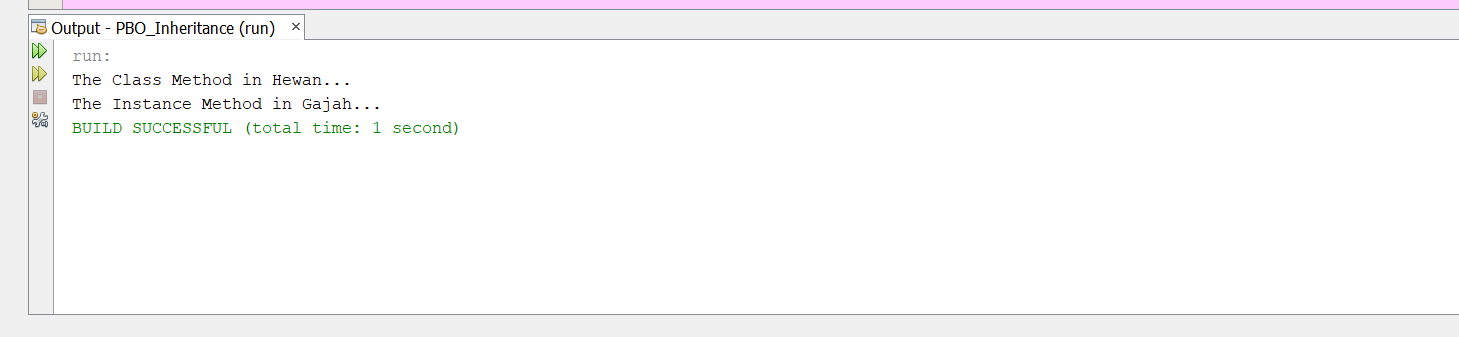 Output - PBO_Inheritance (run) ×
run:
The Class Method in Hewan...
The Instance Method in Gajah...
BUILD SUCCESSFUL (total time: 1 second)